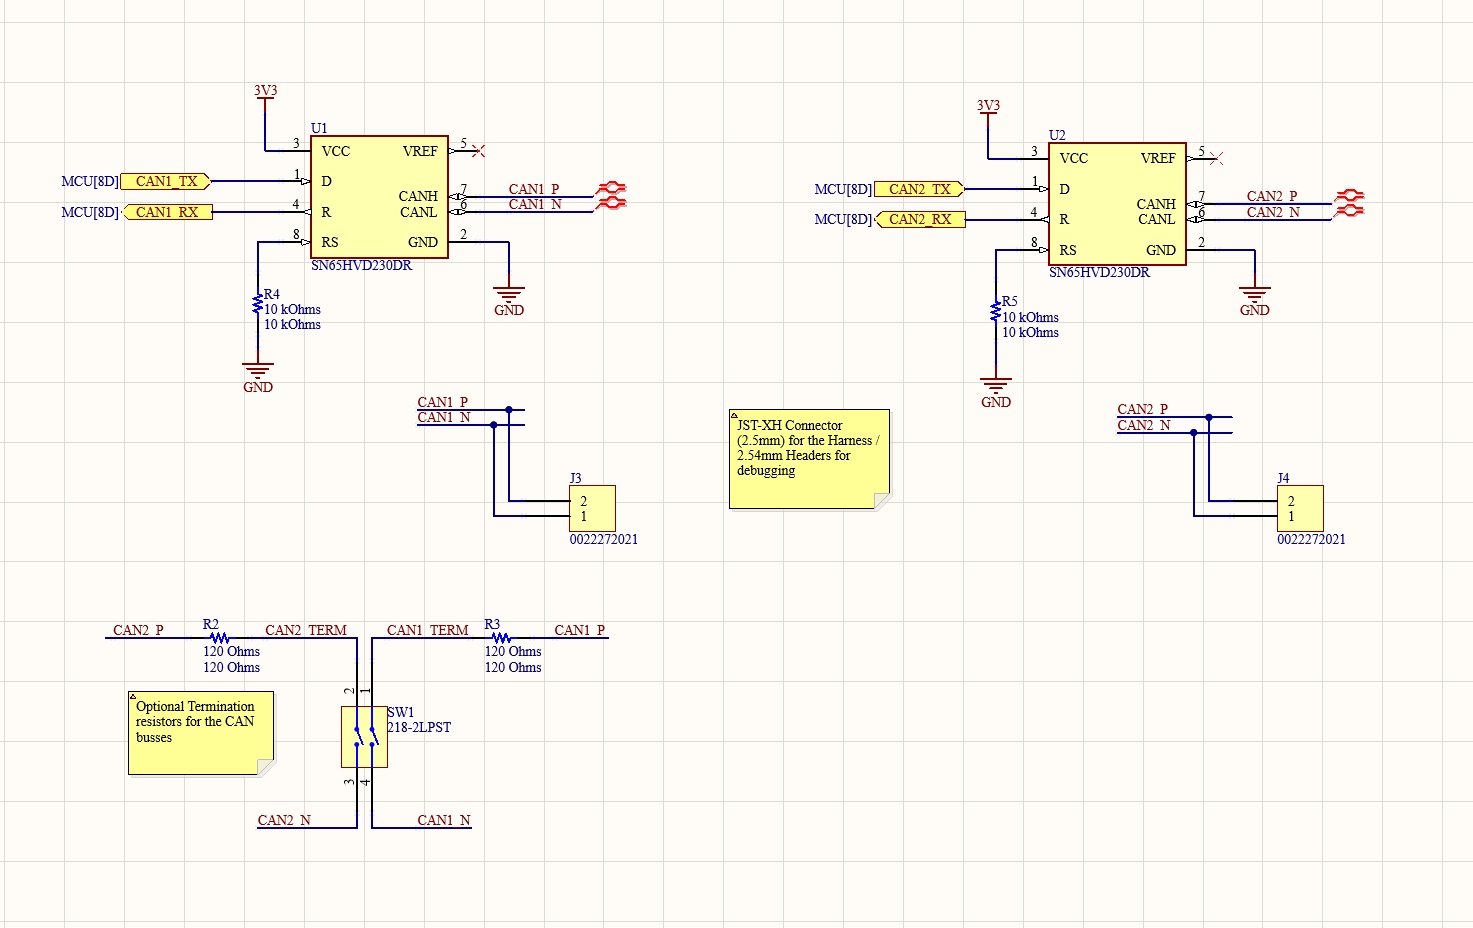 3V3
U1
3
VCC
VREF
5
MCU[8D]
CAN1_TX
1
D
CANH
7
CAN1_P
MCU[8D]
CAN1_RX
4
R
CANL
6
CAN1_N
8
RS
GND
2
SN65HVD230DR
R4
10 kOhms
10 kOhms
GND
GND
3V3
U2
3
VCC
VREF
5
MCU[8D]
CAN2_TX
1
D
CANH
7
CAN2_P
MCU[8D]
CAN2_RX
4
R
CANL
6
CAN2_N
8
RS
GND
2
SN65HVD230DR
R5
10 kOhms
10 kOhms
GND
GND
CAN1_P
CAN1_N
J3
2
1
0022272021
JST-XH Connector
(2.5mm) for the Harness /
2.54mm Headers for
debugging
CAN2_P
CAN2_N
J4
2
1
0022272021
CAN2_P
R2
120 Ohms
120 Ohms
CAN2_TERM
CAN1_TERM
R3
120 Ohms
120 Ohms
CAN1_P
2
1
SW1
218-2LPST
3
4
CAN2_N
CAN1_N
Optional Termination
resistors for the CAN
busses